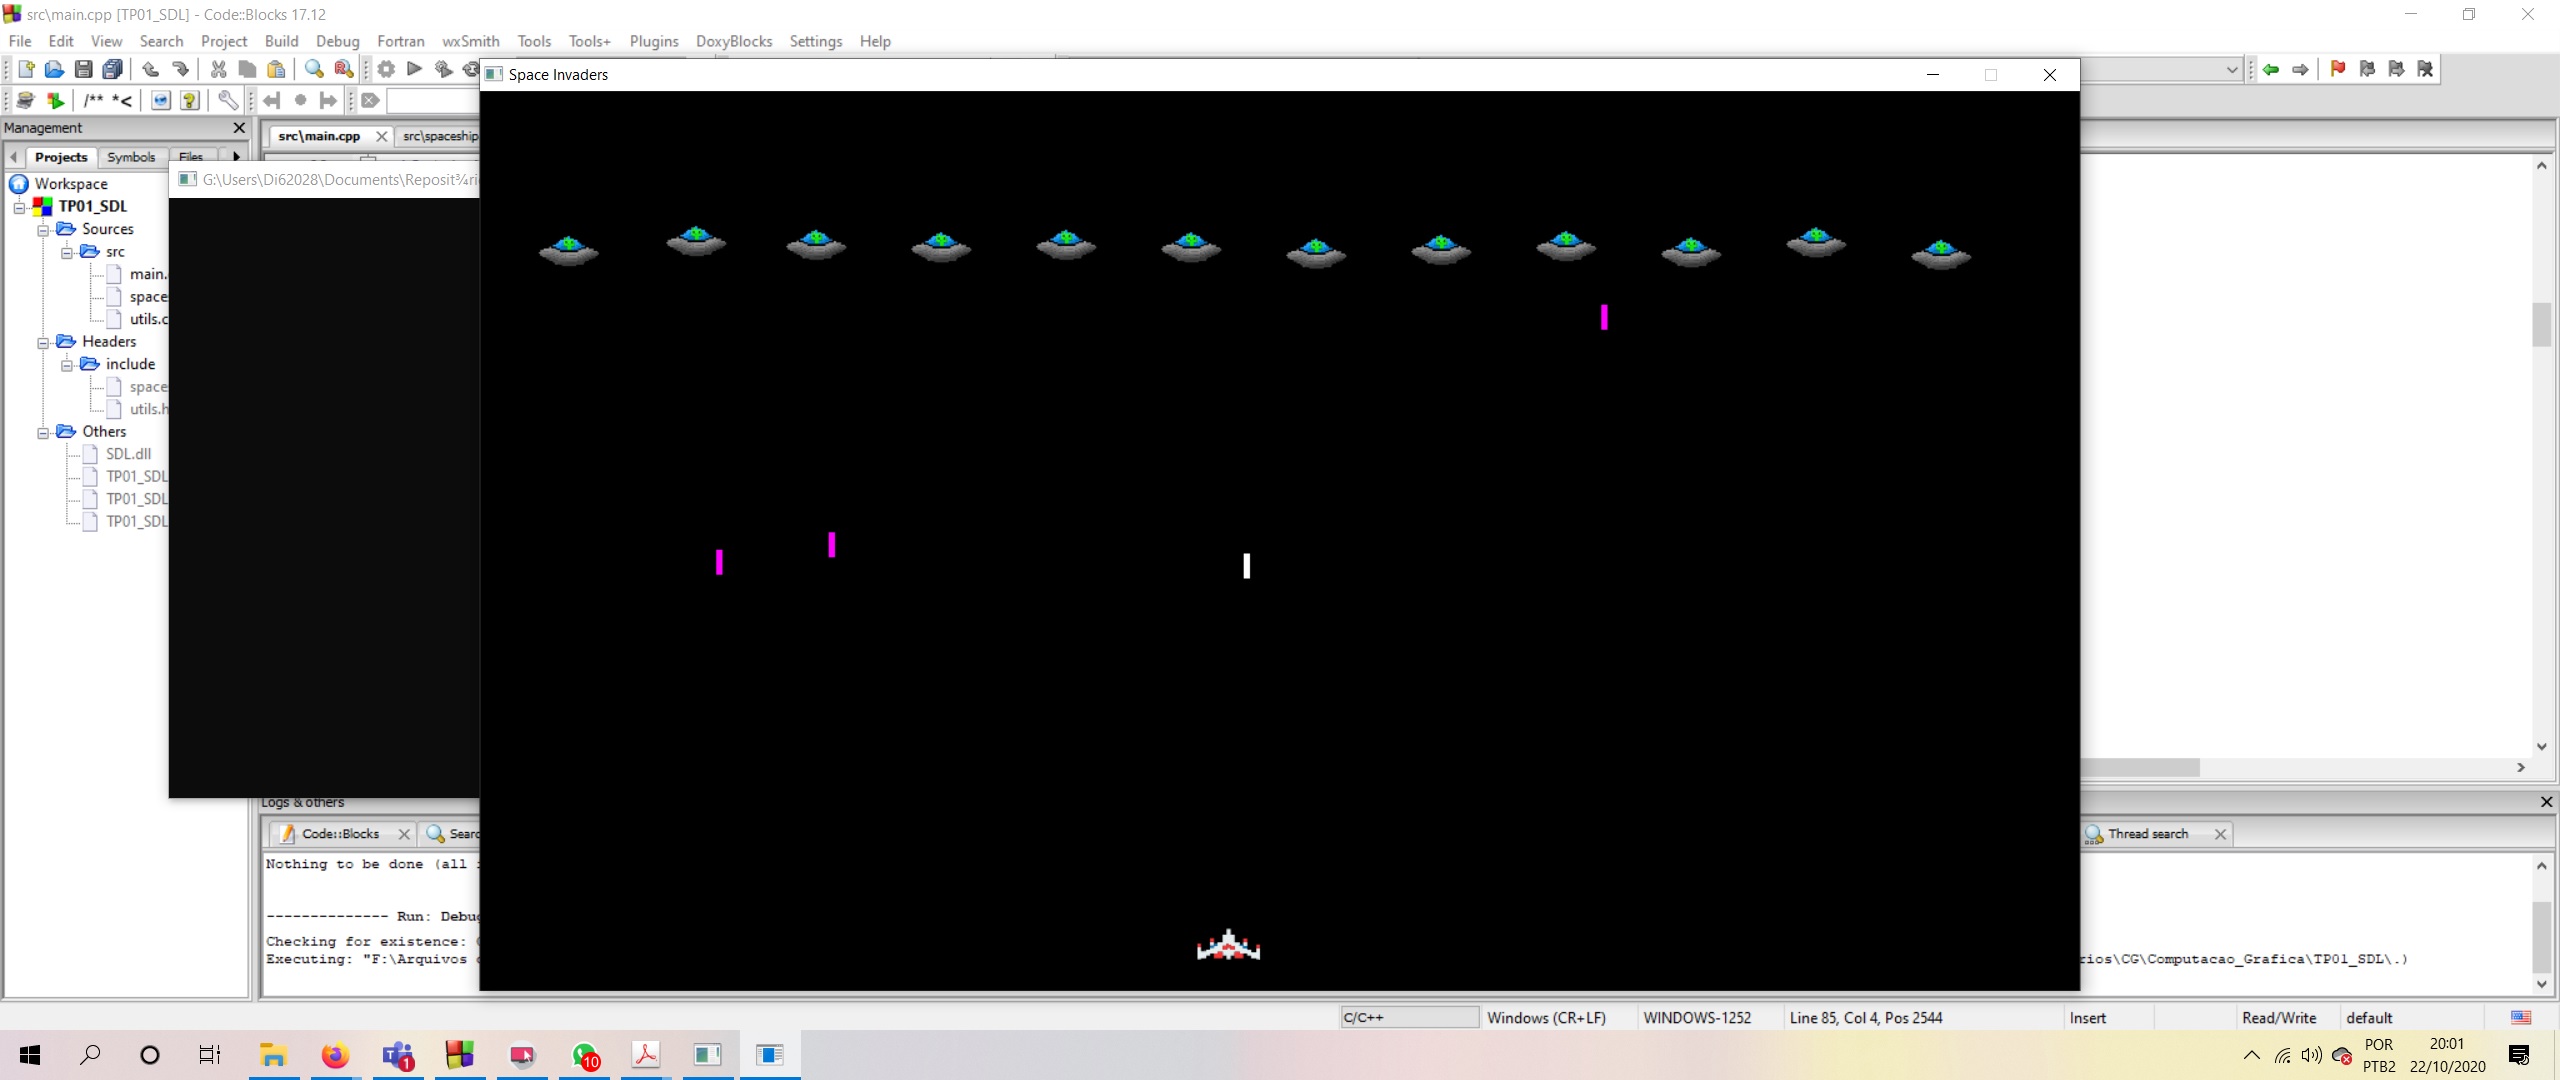 src\main.cpp [TP01_SDL] - Code::Blocks 17.12
File Edit View Search Project Build Debug Fortran wxSmith Tools Tools+ Plugins DoxyBlocks Settings Help
Space Invaders
/** *<
Management
src\main.cpp src\spaceship
Projects Symbols Files
G:\Users\Di62028\Documents\Reposit¾ri
Workspace
TP01_SDL
Sources
src
main.
space
utils.c
Headers
include
space
utils.h
Others
SDL.dll
TP01_SDL
TP01_SDL
TP01_SDL
Logs & others
Code::Blocks Searc Thread search
Nothing to be done (all
-------------- Run: Debug
Checking for existence:
Executing: "F:\Arquivos rios\CG\Computacao_Grafica\TP01_SDL\.)
C/C++ Windows (CR+LF) WINDOWS-1252 Line 85, Col 4, Pos 2544 Insert Read/Write default
1 10 POR 20:01
PTB2 22/10/2020